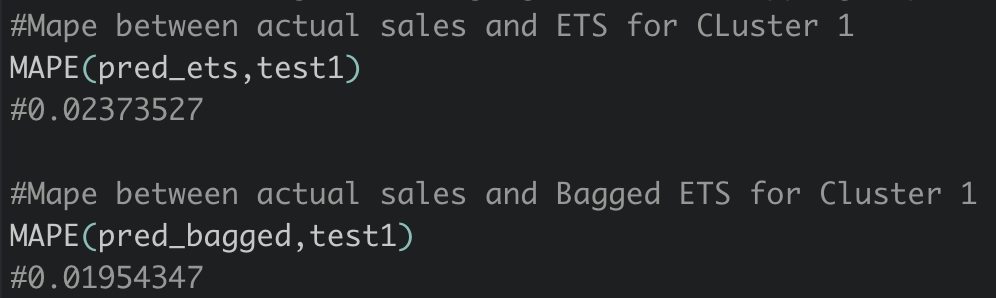 #Mape between actual sales and ETS for CLuster 1
MAPE(pred_ets,test1)
#0.02373527
#Mape between actual sales and Bagged ETS for Cluster 1
MAPE(pred_bagged,test1)
#0.01954347